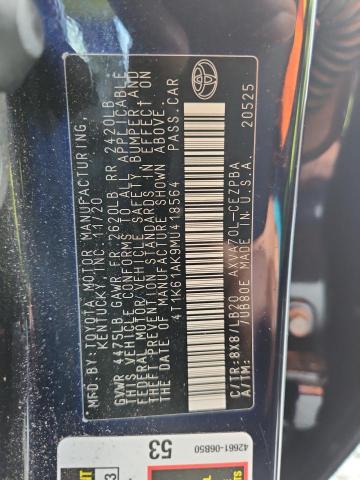 MFD. BY: TOYOTA MOTOR MANUFACTURING,
KENTUCKY, INC. 11/20
GVWR 4475LB GAWR FR 2620LB RR 2420LB
THIS VEHICLE CONFORMS TO ALL APPLICABLE
FEDERAL MOTOR VEHICLE SAFETY, BUMPER, AND
THEFT PREVENTION STANDARDS IN EFFECT ON
THE DATE OF MANUFACTURE SHOWN ABOVE.
4T1K61AK9MU418564 PASS. CAR
C/TR:8X8/LB20 AXVA70L-CEZPBA
A/TM: /UB80E MADE IN U.S.A.
20525
53
42661-06B50